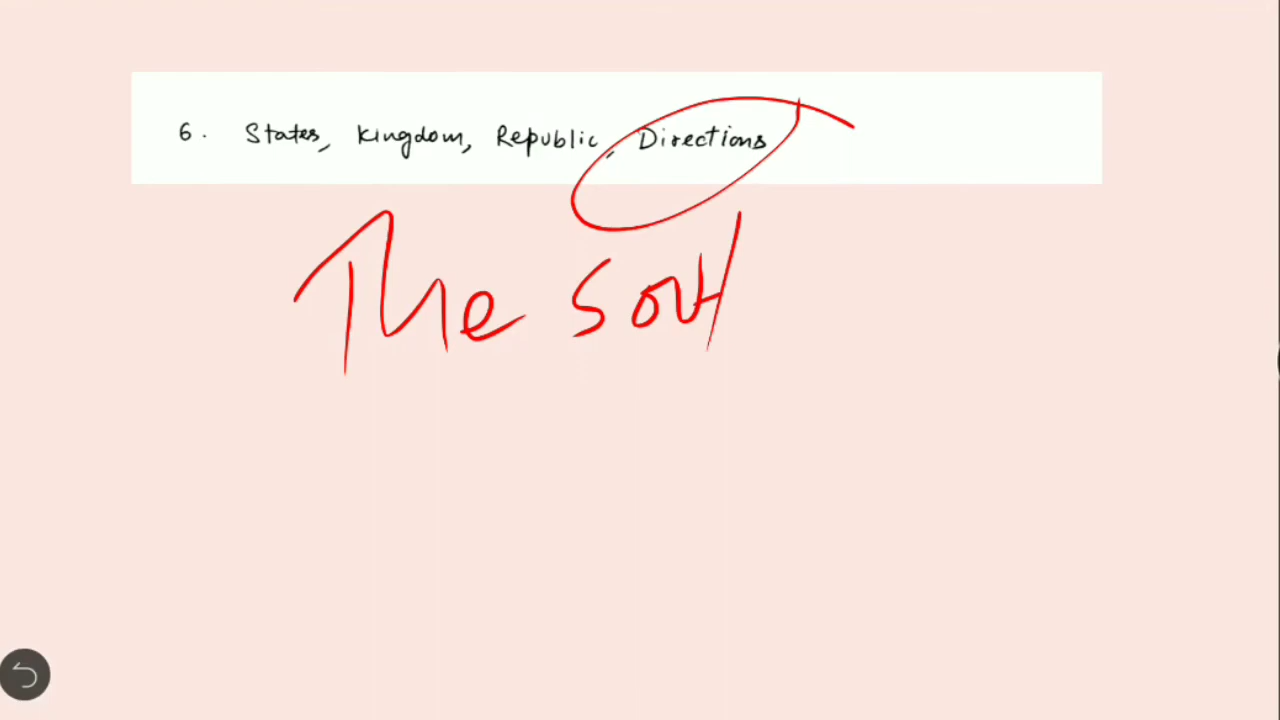 6. States, Kingdom, Republic, Directions
The Sout